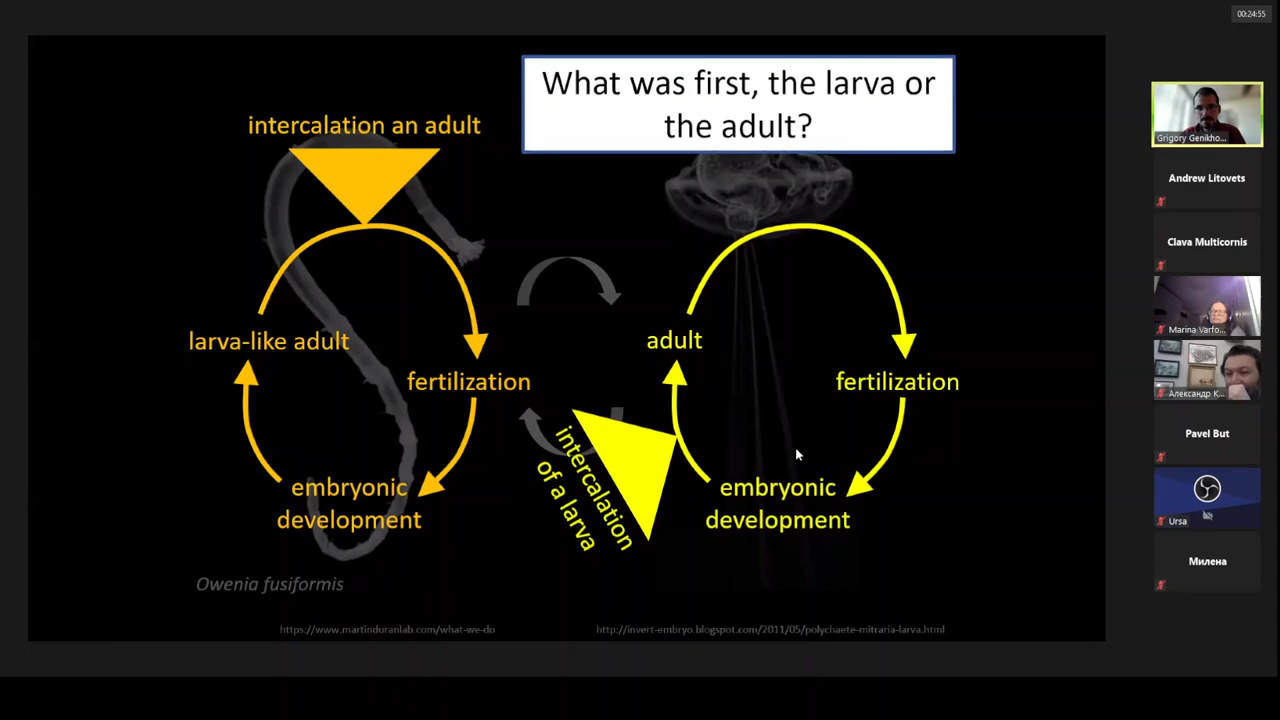 00:24:55
What was first, the larva or
the adult?
intercalation an adult
larva-like adult
fertilization
embryonic
development
Owenia fusiformis
https://www.martinduranlab.com/what-we-do
adult
fertilization
intercalation
of a larva
embryonic
development
http://invert-embryo.blogspot.com/2011/05/polychaete-mitraria-larva.html
Grigory Genikho...
Andrew Litovets
Clava Multicornis
Marina Varfo...
Александр К...
Pavel But
Ursa
Милена